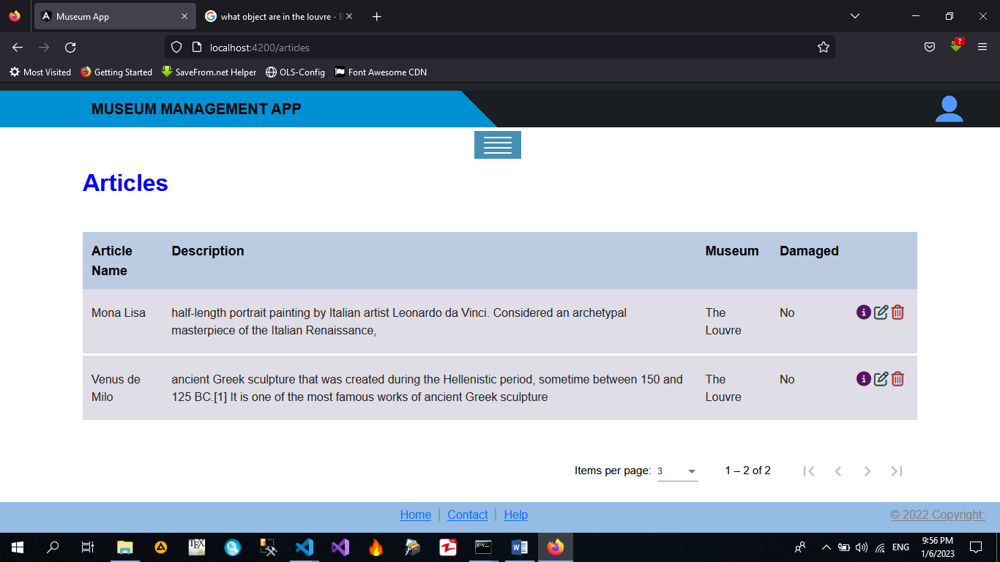 Museum App
what object are in the louvre - B
localhost:4200/articles
Most Visited
Getting Started
SaveFrom.net Helper
OLS-Config
Font Awesome CDN
MUSEUM MANAGEMENT APP
Articles
Article Name
Description
Museum
Damaged
Mona Lisa
half-length portrait painting by Italian artist Leonardo da Vinci. Considered an archetypal
masterpiece of the Italian Renaissance,
The
Louvre
No
Venus de
Milo
ancient Greek sculpture that was created during the Hellenistic period, sometime between 150 and
125 BC.[1] It is one of the most famous works of ancient Greek sculpture
The
Louvre
No
Items per page: 3
1 – 2 of 2
Home | Contact | Help
© 2022 Copyright:
TEX
ENG
9:56 PM
1/6/2023